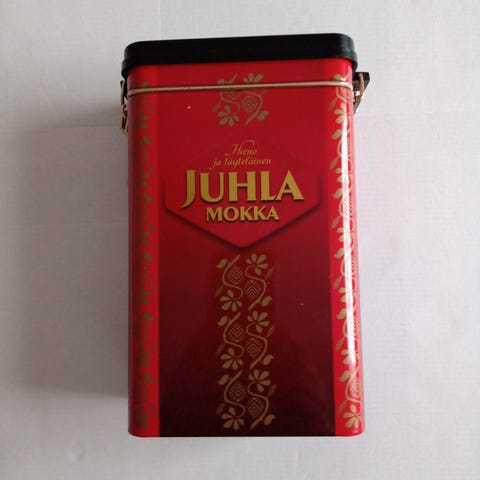 Hieno
ja täyteläinen
JUHLA
MOKKA